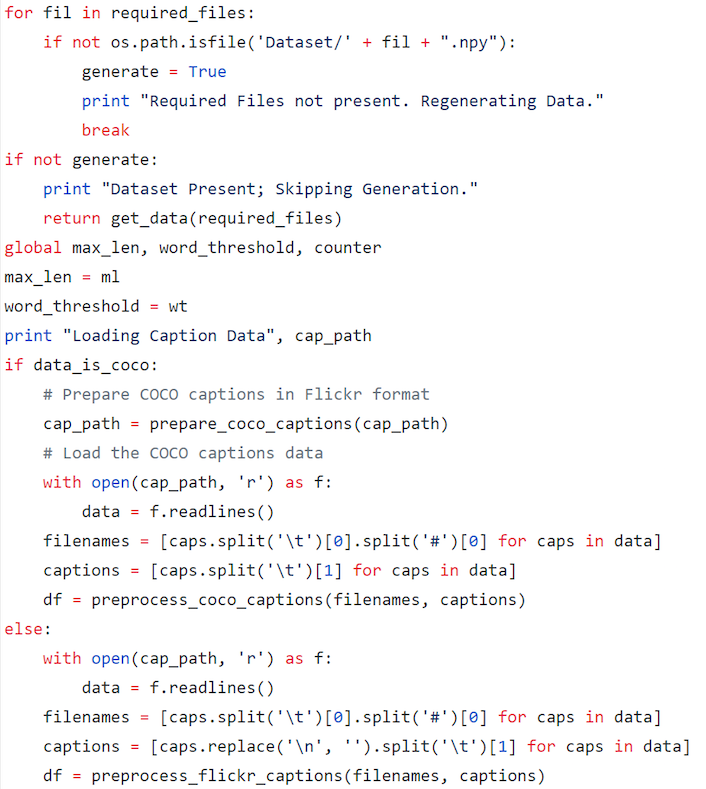 for fil in required_files:
    if not os.path.isfile('Dataset/' + fil + ".npy"):
        generate = True
        print "Required Files not present. Regenerating Data."
        break
if not generate:
    print "Dataset Present; Skipping Generation."
    return get_data(required_files)
global max_len, word_threshold, counter
max_len = ml
word_threshold = wt
print "Loading Caption Data", cap_path
if data_is_coco:
    # Prepare COCO captions in Flickr format
    cap_path = prepare_coco_captions(cap_path)
    # Load the COCO captions data
    with open(cap_path, 'r') as f:
        data = f.readlines()
    filenames = [caps.split('\t')[0].split('#')[0] for caps in data]
    captions = [caps.split('\t')[1] for caps in data]
    df = preprocess_coco_captions(filenames, captions)
else:
    with open(cap_path, 'r') as f:
        data = f.readlines()
    filenames = [caps.split('\t')[0].split('#')[0] for caps in data]
    captions = [caps.replace('\n', '').split('\t')[1] for caps in data]
    df = preprocess_flickr_captions(filenames, captions)